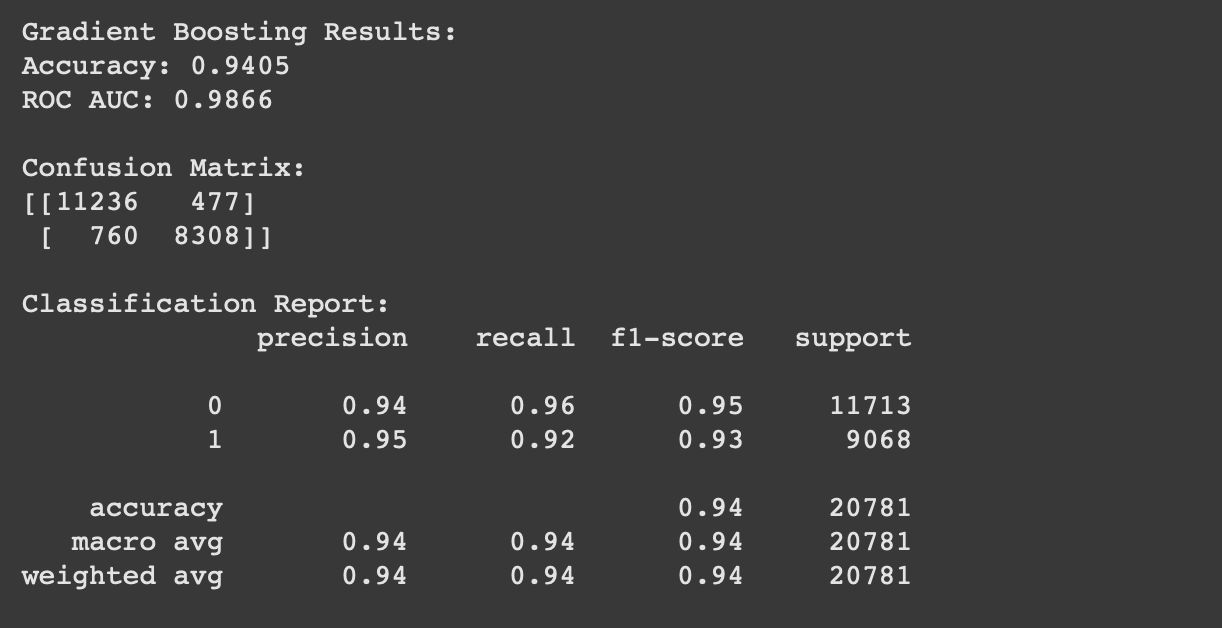 Gradient Boosting Results:
Accuracy: 0.9405
ROC AUC: 0.9866
Confusion Matrix:
[[11236   477]
 [  760  8308]]
Classification Report:
              precision    recall  f1-score   support
           0       0.94      0.96      0.95     11713
           1       0.95      0.92      0.93      9068
    accuracy                           0.94     20781
   macro avg       0.94      0.94      0.94     20781
weighted avg       0.94      0.94      0.94     20781